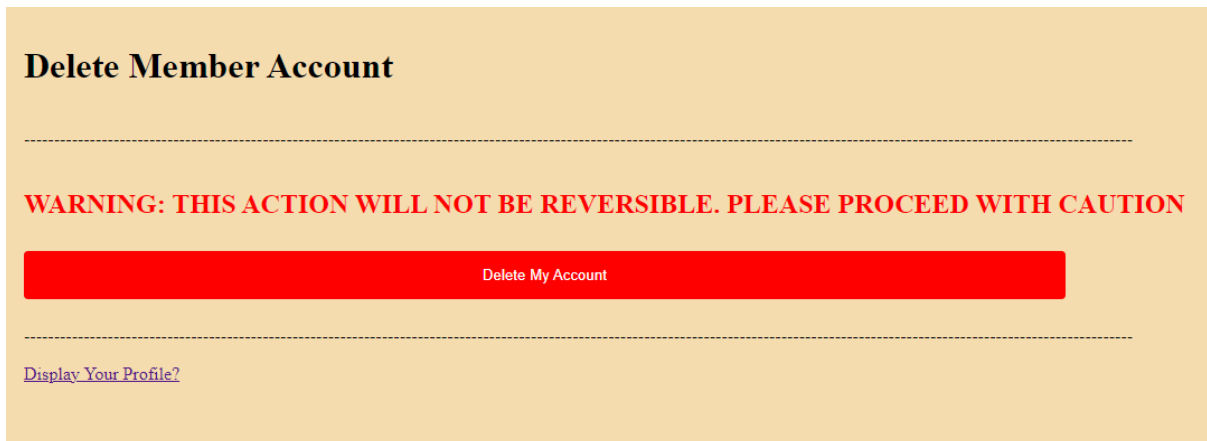 Delete Member Account
--------------------------------------------------------------------------------------------------------------------------------------------------------------------------------------------
WARNING: THIS ACTION WILL NOT BE REVERSIBLE. PLEASE PROCEED WITH CAUTION
Delete My Account
--------------------------------------------------------------------------------------------------------------------------------------------------------------------------------------------
Display Your Profile?